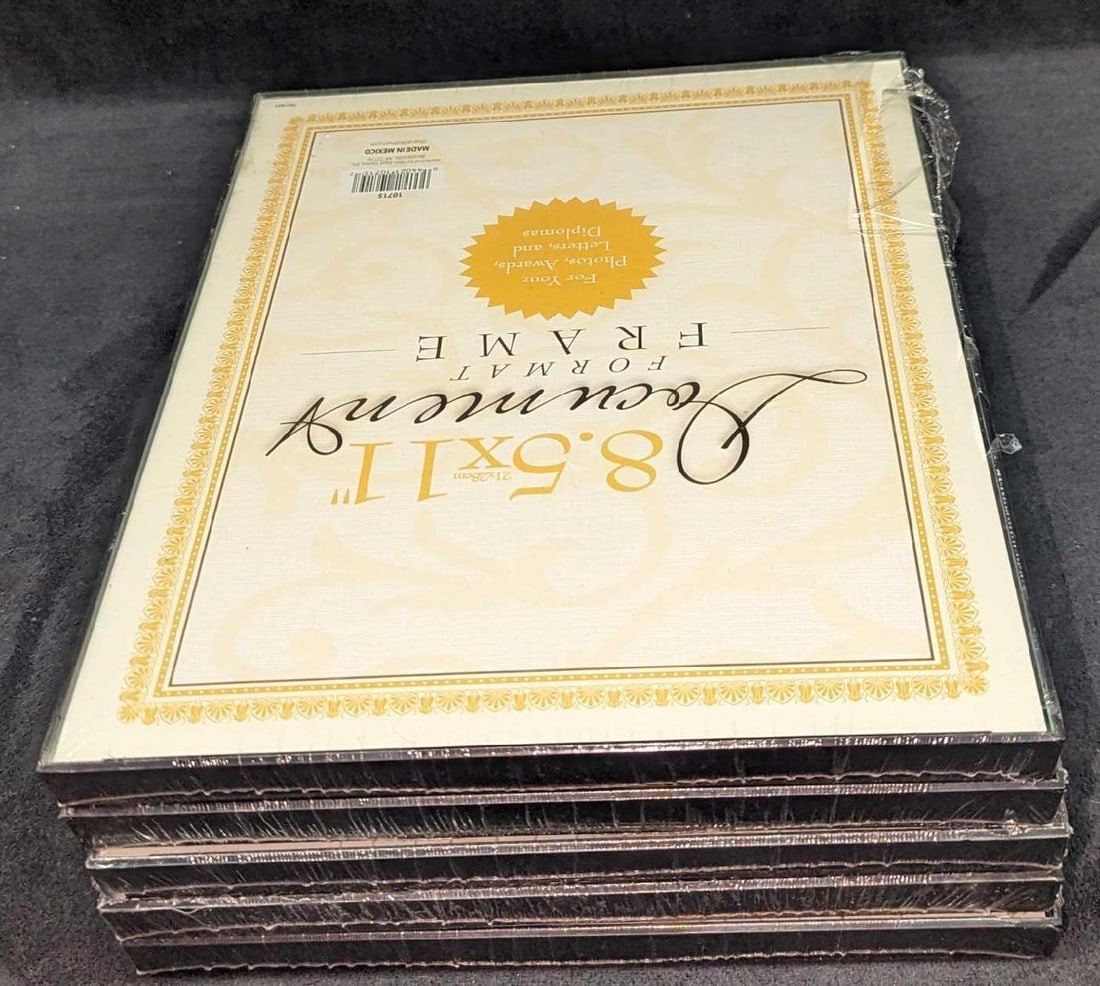 8.5x11"
21x28cm
Document
FORMAT
FRAME
For Your
Photos, Awards,
Letters, and
Diplomas
10715
MADE IN MEXICO